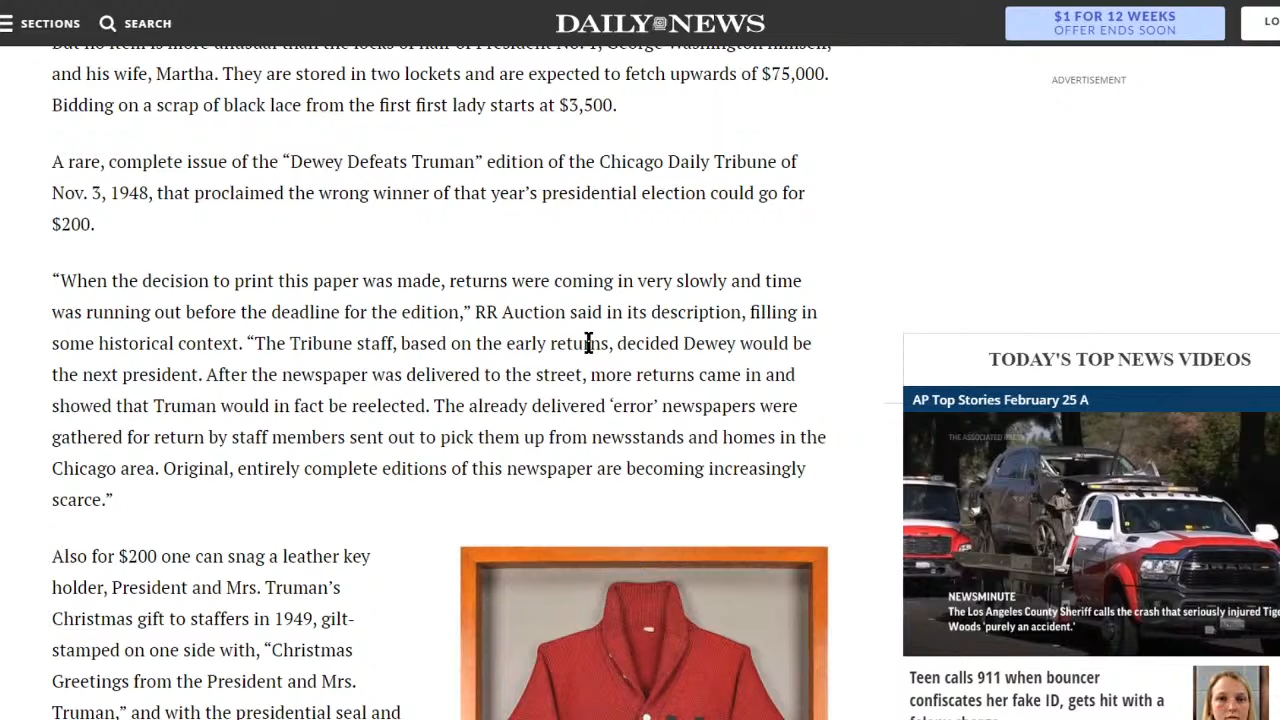 SECTIONS
SEARCH
DAILY NEWS
$1 FOR 12 WEEKS
OFFER ENDS SOON
LO
But no item is more unusual than the locks of hair of President No. 1, George Washington himself,
and his wife, Martha. They are stored in two lockets and are expected to fetch upwards of $75,000.
Bidding on a scrap of black lace from the first first lady starts at $3,500.
A rare, complete issue of the “Dewey Defeats Truman” edition of the Chicago Daily Tribune of
Nov. 3, 1948, that proclaimed the wrong winner of that year’s presidential election could go for
$200.
“When the decision to print this paper was made, returns were coming in very slowly and time
was running out before the deadline for the edition,” RR Auction said in its description, filling in
some historical context. “The Tribune staff, based on the early returns, decided Dewey would be
the next president. After the newspaper was delivered to the street, more returns came in and
showed that Truman would in fact be reelected. The already delivered ‘error’ newspapers were
gathered for return by staff members sent out to pick them up from newsstands and homes in the
Chicago area. Original, entirely complete editions of this newspaper are becoming increasingly
scarce.”
Also for $200 one can snag a leather key
holder, President and Mrs. Truman’s
Christmas gift to staffers in 1949, gilt-
stamped on one side with, “Christmas
Greetings from the President and Mrs.
Truman,” and with the presidential seal and
ADVERTISEMENT
TODAY'S TOP NEWS VIDEOS
AP Top Stories February 25 A
THE ASSOCIATED PRESS
NEWSMINUTE
The Los Angeles County Sheriff calls the crash that seriously injured Tige
Woods 'purely an accident.'
Teen calls 911 when bouncer
confiscates her fake ID, gets hit with a
felony charge